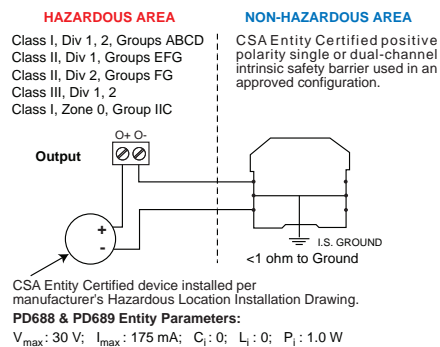 HAZARDOUS AREA
Class I, Div 1, 2, Groups ABCD
Class II, Div 1, Groups EFG
Class II, Div 2, Groups FG
Class III, Div 1, 2
Class I, Zone 0, Group IIC
NON-HAZARDOUS AREA
CSA Entity Certified positive
polarity single or dual-channel
intrinsic safety barrier used in an
approved configuration.
O+ O-
Output
+
-
I.S. GROUND
<1 ohm to Ground
CSA Entity Certified device installed per
manufacturer's Hazardous Location Installation Drawing.
PD688 & PD689 Entity Parameters:
Vmax: 30 V; Imax: 175 mA; Ci: 0; Li: 0; Pi: 1.0 W